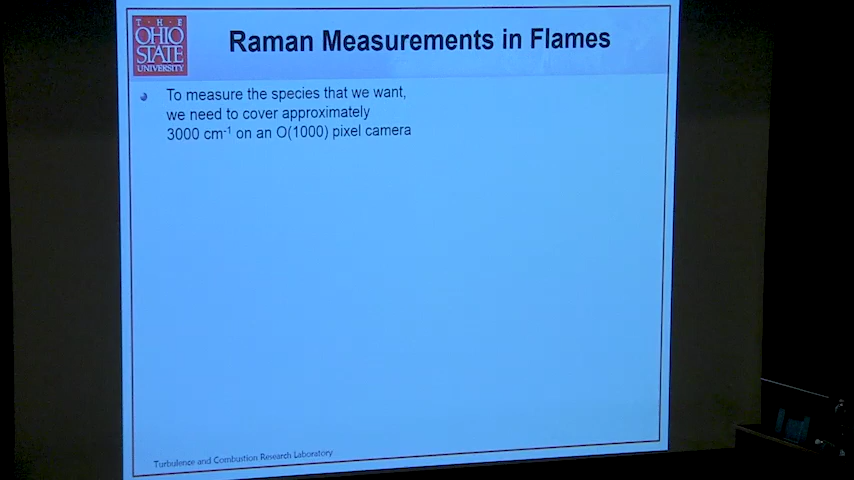 T · H · E
OHIO
STATE
UNIVERSITY
Raman Measurements in Flames
To measure the species that we want,
we need to cover approximately
3000 cm⁻¹ on an O(1000) pixel camera
Turbulence and Combustion Research Laboratory